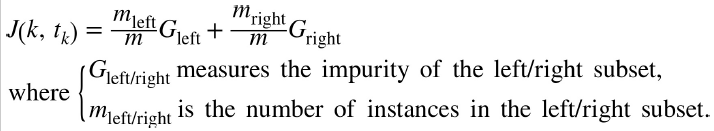 J(k, t_k) = m_left/m G_left + m_right/m G_right
where { G_left/right measures the impurity of the left/right subset,
m_left/right is the number of instances in the left/right subset.